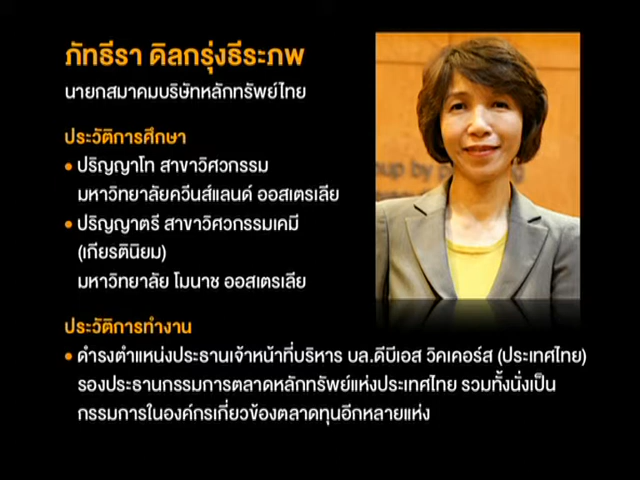 ภัทธีรา ดิลกรุ่งธีระภพ
นายกสมาคมบริษัทหลักทรัพย์ไทย
ประวัติการศึกษา
• ปริญญาโท สาขาวิศวกรรม
มหาวิทยาลัยควีนส์แลนด์ ออสเตรเลีย
• ปริญญาตรี สาขาวิศวกรรมเคมี
(เกียรตินิยม)
มหาวิทยาลัย โมนาช ออสเตรเลีย
ประวัติการทำงาน
• ดำรงตำแหน่งประธานเจ้าหน้าที่บริหาร บล.ดีบีเอส วิคเคอร์ส (ประเทศไทย)
รองประธานกรรมการตลาดหลักทรัพย์แห่งประเทศไทย รวมทั้งนั่งเป็น
กรรมการในองค์กรเกี่ยวข้องตลาดทุนอีกหลายแห่ง